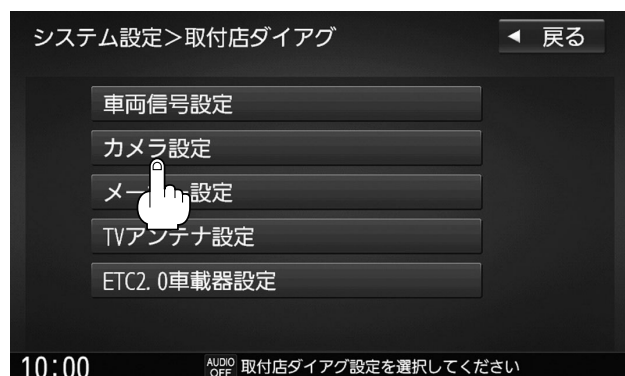 システム設定>取付店ダイアグ
◀ 戻る
車両信号設定
カメラ設定
メー 設定
TVアンテナ設定
ETC2.0車載器設定
10:00
AUDIO OFF 取付店ダイアグ設定を選択してください